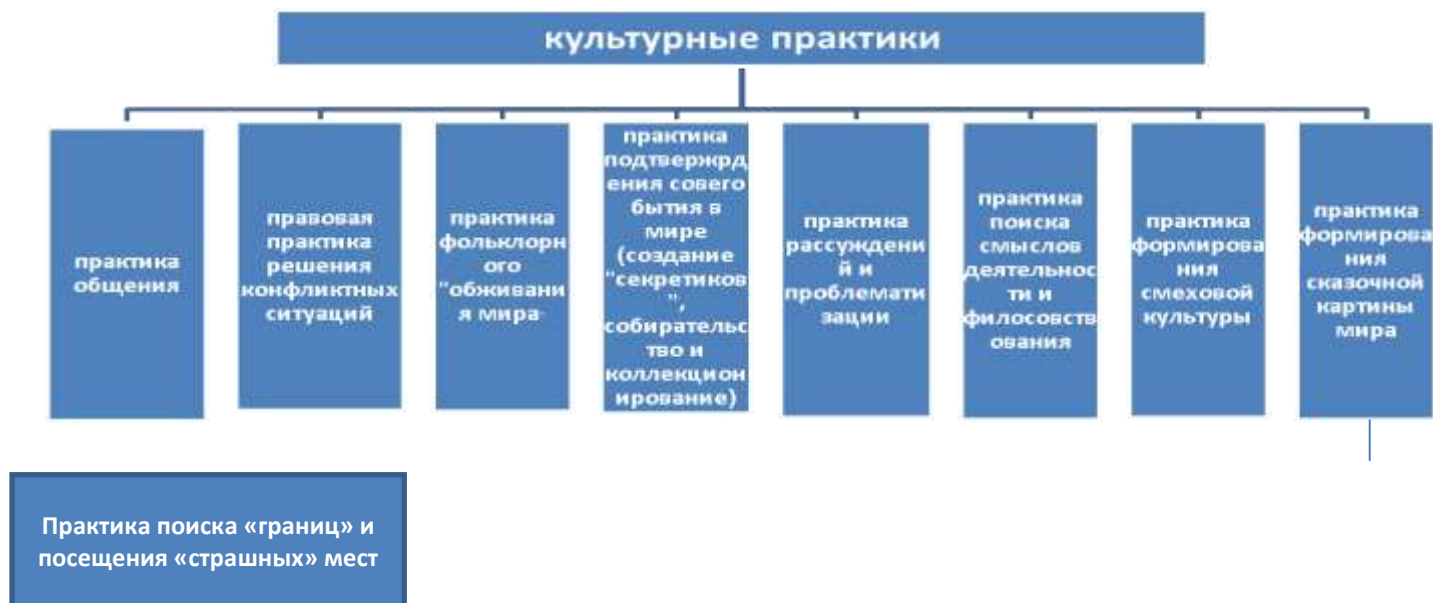 культурные практики
практика
общения
правовая
практика
решения
конфликтных
ситуаций
практика
фольклорн
ого
"обживани
я мира
практика
подтвержрд
ения совего
бытия в
мире
(создание
"секретиков
",
собирательс
тво и
коллекцион
ирование)
практика
рассуждени
й и
проблемати
зации
практика
поиска
смыслов
деятельнос
ти и
филосовств
ования
практика
формирова
ния
смеховой
культуры
практика
формирова
ния
сказочной
картины
мира
Практика поиска «границ» и
посещения «страшных» мест